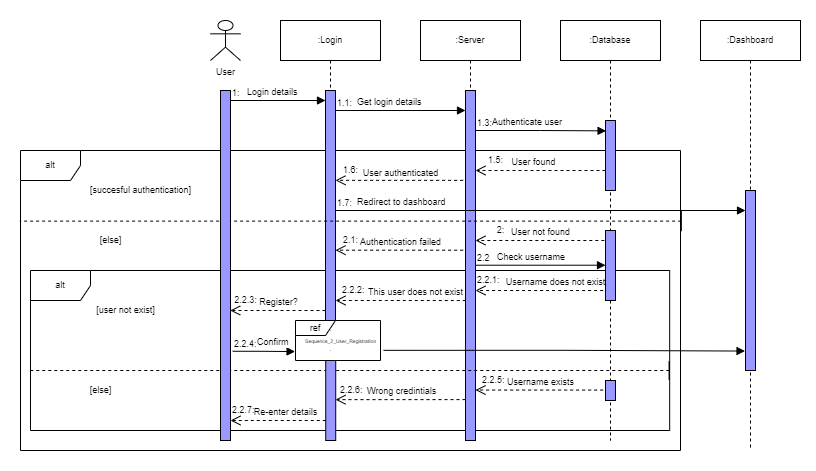 :Login
:Server
:Database
:Dashboard
User
1: Login details
1.1: Get login details
1.3:Authenticate user
alt
1.5: User found
1.6: User authenticated
[succesful authentication]
1.7: Redirect to dashboard
[else]
2: User not found
2.1: Authentication failed
2.2 Check username
alt
2.2.1: Username does not exist
2.2.2: This user does not exist
2.2.3: Register?
[user not exist]
ref
Sequence_2_User_Registration
2.2.4:Confirm
[else]
2.2.5: Username exists
2.2.6: Wrong credintials
2.2.7:Re-enter details